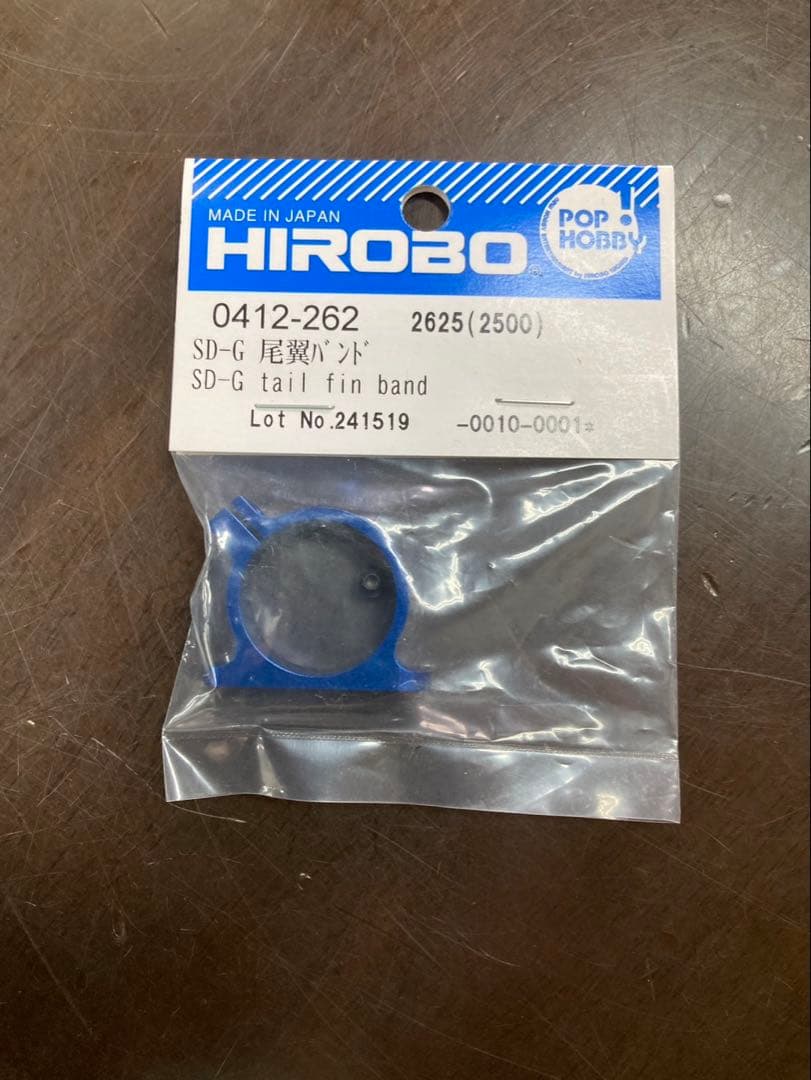 MADE IN JAPAN
HIROBO
POP!
HOBBY
0412-262 2625(2500)
SD-G 尾翼ﾊﾞﾝﾄﾞ
SD-G tail fin band
Lot No.241519 -0010-0001*